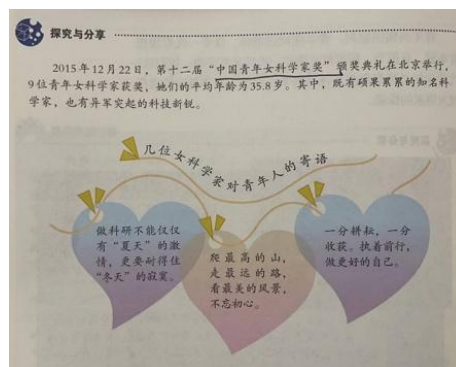 探究与分享
2015年12月22日，第十二届“中国青年女科学家奖”颁奖典礼在北京举行，
9位青年女科学家获奖，她们的平均年龄为35.8岁。其中，既有硕果累累的知名科
学家，也有异军突起的科技新锐。
几位女科学家对青年人的寄语
做科研不能仅仅
有“夏天”的激
情，更要耐得住
“冬天”的寂寞。
爬最高的山，
走最远的路，
看最美的风景，
不忘初心。
一分耕耘，一分
收获。执着前行，
做更好的自己。